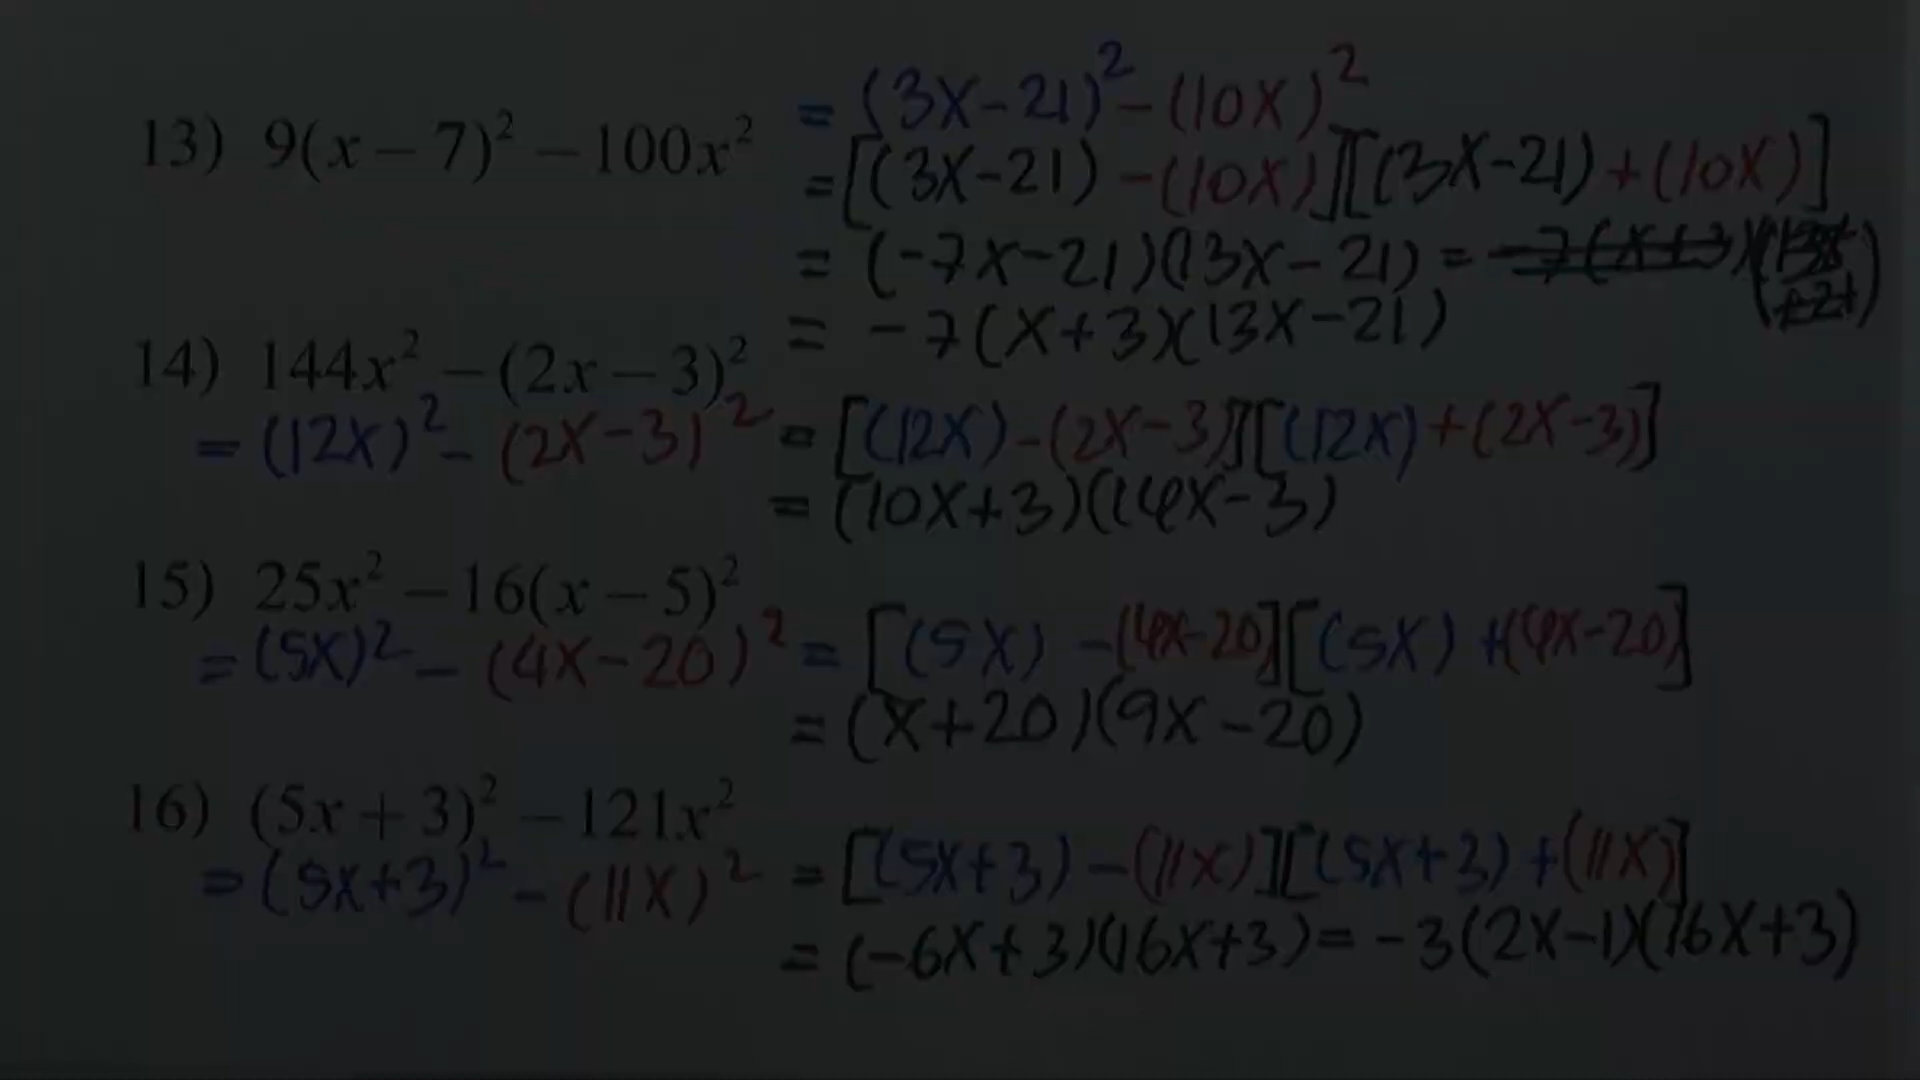 13) 9(x − 7)² − 100x² = (3x−21)² − (10x)²
= [(3x−21) − (10x)][(3x−21) + (10x)]
= (−7x−21)(13x−21) =
= −7(x+3)(13x−21)
14) 144x² − (2x − 3)²
= (12x)² − (2x−3)² = [(12x) − (2x−3)][(12x) + (2x−3)]
= (10x+3)(14x−3)
15) 25x² − 16(x − 5)²
= (5x)² − (4x−20)² = [(5x) − (4x−20)][(5x) + (4x−20)]
= (x+20)(9x−20)
16) (5x + 3)² − 121x²
= (5x+3)² − (11x)² = [(5x+3) − (11x)][(5x+3) + (11x)]
= (−6x+3)(16x+3) = −3(2x−1)(16x+3)